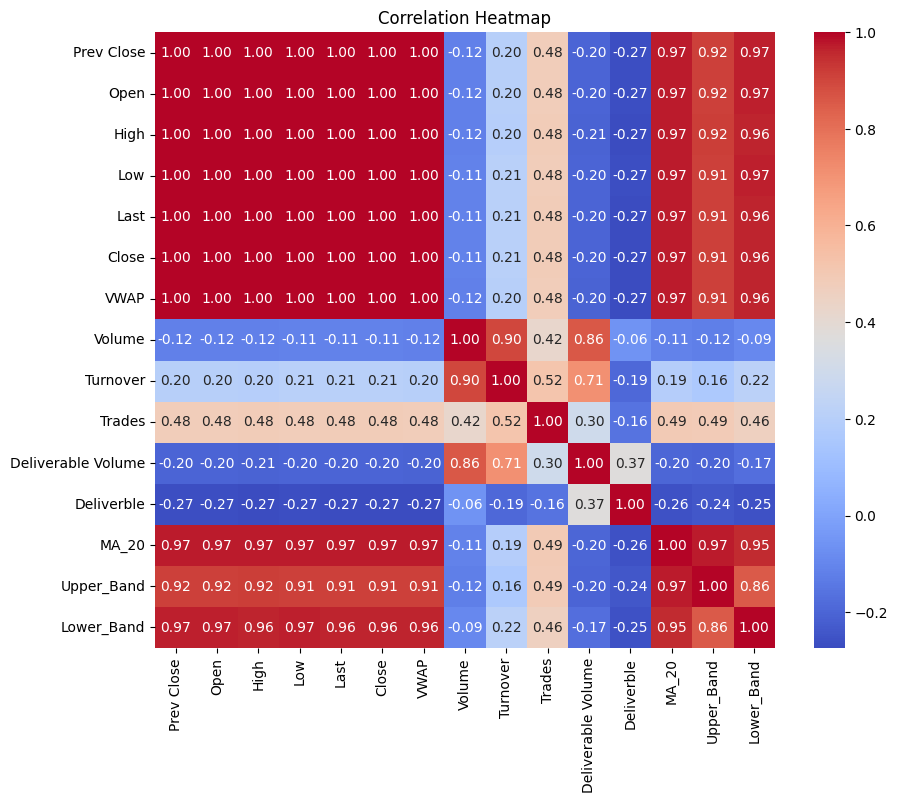 Correlation Heatmap
Prev Close 1.00 1.00 1.00 1.00 1.00 1.00 1.00 -0.12 0.20 0.48 -0.20 -0.27 0.97 0.92 0.97
Open 1.00 1.00 1.00 1.00 1.00 1.00 1.00 -0.12 0.20 0.48 -0.20 -0.27 0.97 0.92 0.97
High 1.00 1.00 1.00 1.00 1.00 1.00 1.00 -0.12 0.20 0.48 -0.21 -0.27 0.97 0.92 0.96
Low 1.00 1.00 1.00 1.00 1.00 1.00 1.00 -0.11 0.21 0.48 -0.20 -0.27 0.97 0.91 0.97
Last 1.00 1.00 1.00 1.00 1.00 1.00 1.00 -0.11 0.21 0.48 -0.20 -0.27 0.97 0.91 0.96
Close 1.00 1.00 1.00 1.00 1.00 1.00 1.00 -0.11 0.21 0.48 -0.20 -0.27 0.97 0.91 0.96
VWAP 1.00 1.00 1.00 1.00 1.00 1.00 1.00 -0.12 0.20 0.48 -0.20 -0.27 0.97 0.91 0.96
Volume -0.12 -0.12 -0.12 -0.11 -0.11 -0.11 -0.12 1.00 0.90 0.42 0.86 -0.06 -0.11 -0.12 -0.09
Turnover 0.20 0.20 0.20 0.21 0.21 0.21 0.20 0.90 1.00 0.52 0.71 -0.19 0.19 0.16 0.22
Trades 0.48 0.48 0.48 0.48 0.48 0.48 0.48 0.42 0.52 1.00 0.30 -0.16 0.49 0.49 0.46
Deliverable Volume -0.20 -0.20 -0.21 -0.20 -0.20 -0.20 -0.20 0.86 0.71 0.30 1.00 0.37 -0.20 -0.20 -0.17
Deliverble -0.27 -0.27 -0.27 -0.27 -0.27 -0.27 -0.27 -0.06 -0.19 -0.16 0.37 1.00 -0.26 -0.24 -0.25
MA_20 0.97 0.97 0.97 0.97 0.97 0.97 0.97 -0.11 0.19 0.49 -0.20 -0.26 1.00 0.97 0.95
Upper_Band 0.92 0.92 0.92 0.91 0.91 0.91 0.91 -0.12 0.16 0.49 -0.20 -0.24 0.97 1.00 0.86
Lower_Band 0.97 0.97 0.96 0.97 0.96 0.96 0.96 -0.09 0.22 0.46 -0.17 -0.25 0.95 0.86 1.00
Prev Close
Open
High
Low
Last
Close
VWAP
Volume
Turnover
Trades
Deliverable Volume
Deliverble
MA_20
Upper_Band
Lower_Band
1.0
0.8
0.6
0.4
0.2
0.0
−0.2